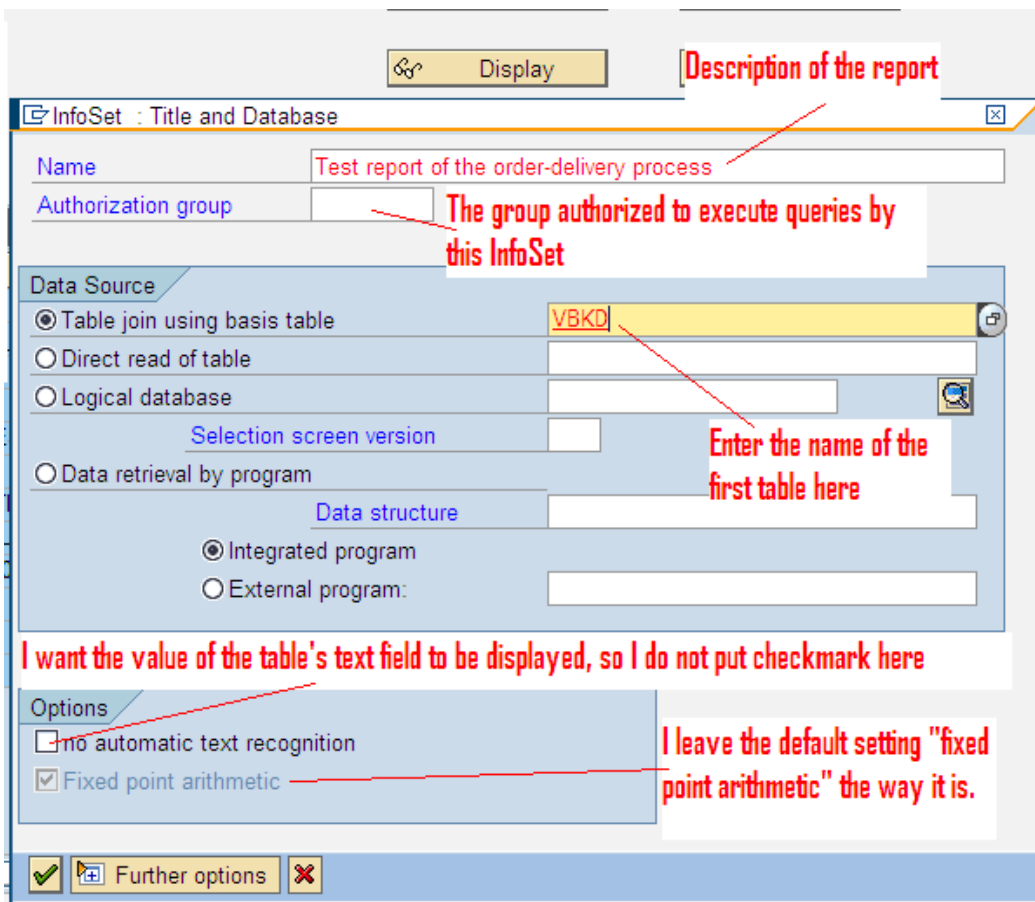 Display
Description of the report
InfoSet : Title and Database
Name
Test report of the order-delivery process
Authorization group
The group authorized to execute queries by
this InfoSet
Data Source
Table join using basis table
VBKD
Direct read of table
Logical database
Selection screen version
Enter the name of the
first table here
Data retrieval by program
Data structure
Integrated program
External program:
I want the value of the table's text field to be displayed, so I do not put checkmark here
Options
no automatic text recognition
Fixed point arithmetic
I leave the default setting "fixed
point arithmetic" the way it is.
Further options